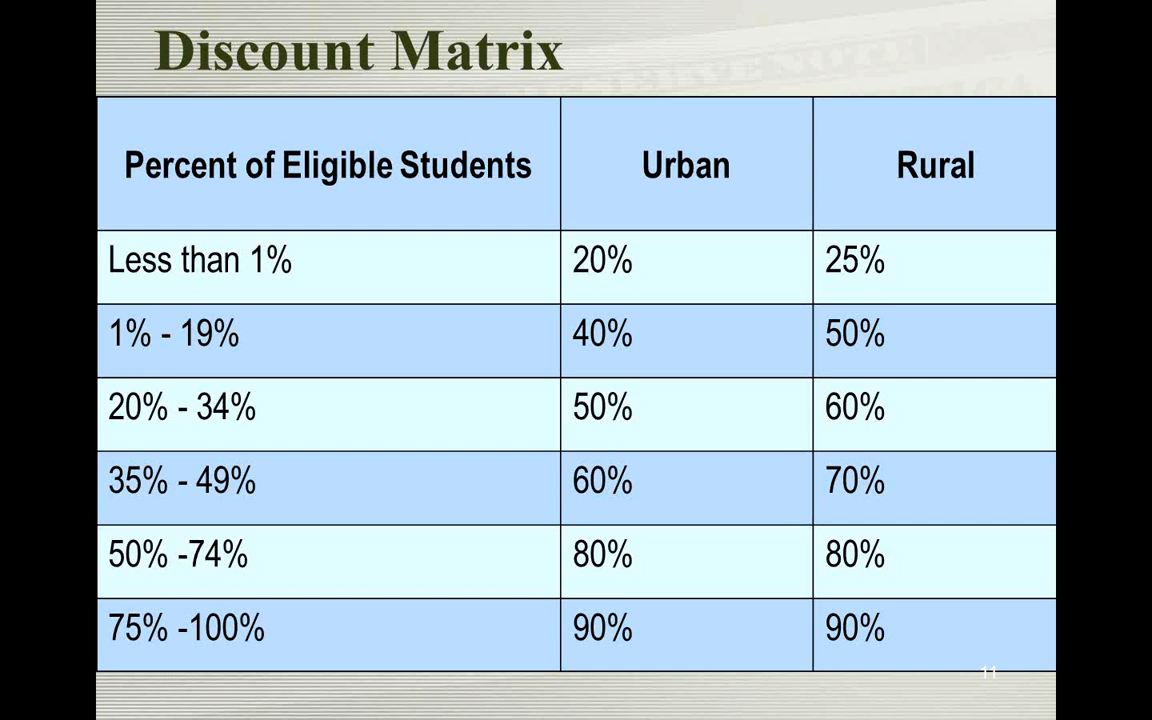 Discount Matrix
Percent of Eligible Students Urban Rural
Less than 1% 20% 25%
1% - 19% 40% 50%
20% - 34% 50% 60%
35% - 49% 60% 70%
50% -74% 80% 80%
75% -100% 90% 90%
11